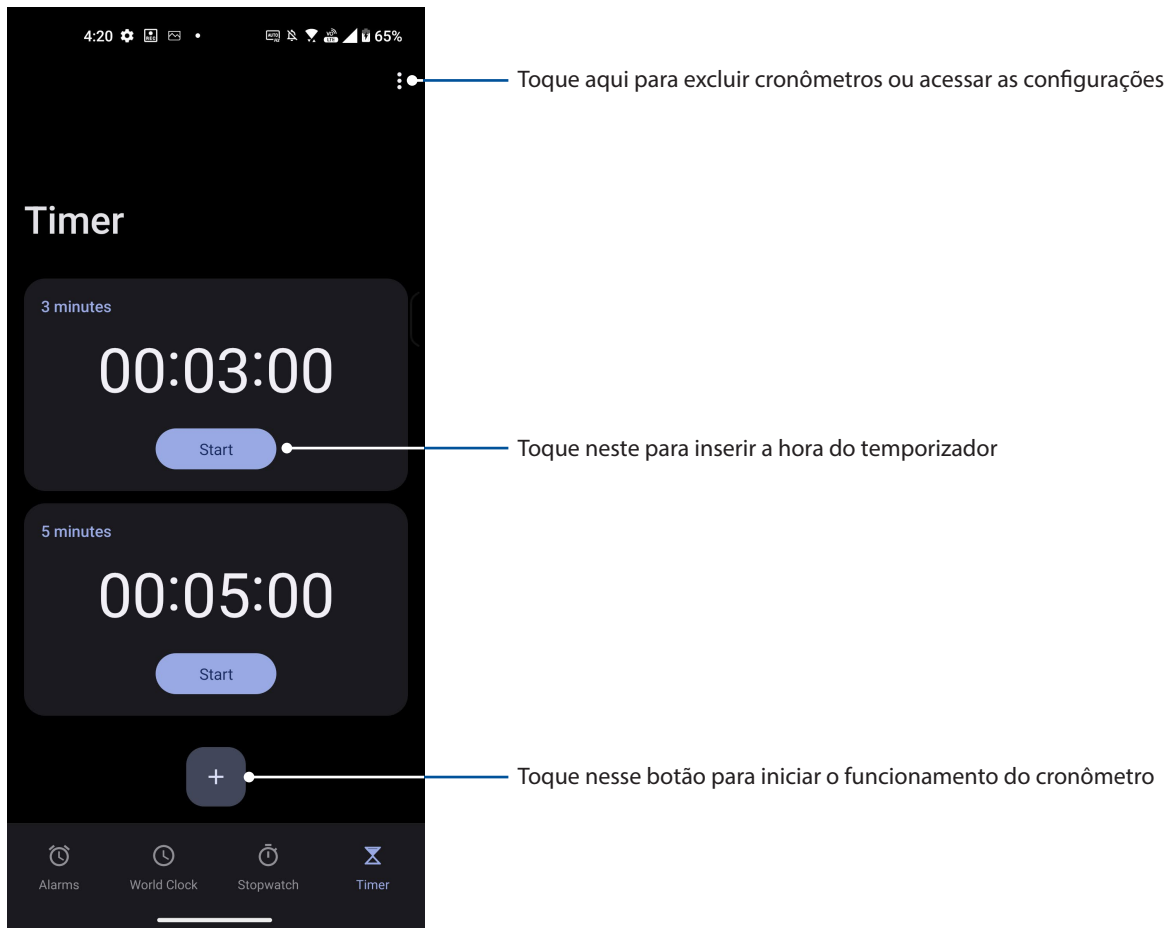 4:20
65%
Toque aqui para excluir cronômetros ou acessar as configurações
Timer
3 minutes
00:03:00
Start
Toque neste para inserir a hora do temporizador
5 minutes
00:05:00
Start
+
Toque nesse botão para iniciar o funcionamento do cronômetro
Alarms World Clock Stopwatch Timer